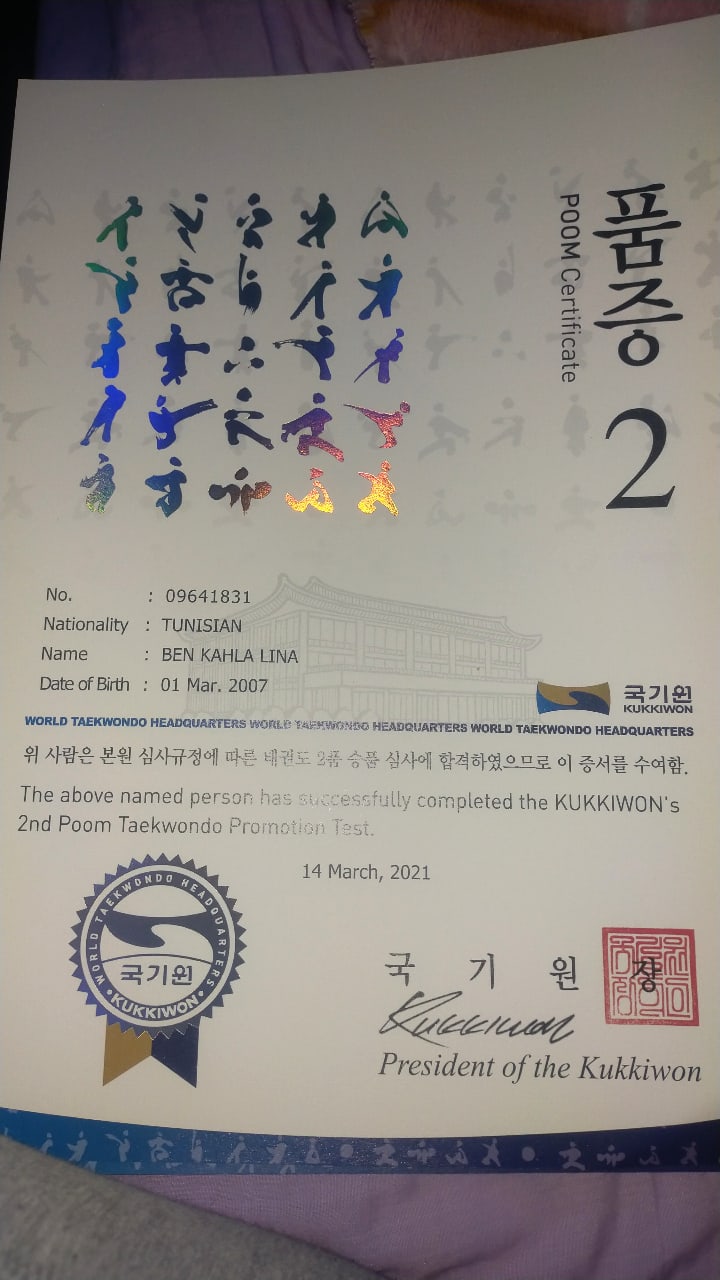 품증
POOM Certificate
2
No. : 09641831
Nationality : TUNISIAN
Name : BEN KAHLA LINA
Date of Birth : 01 Mar. 2007
국기원
KUKKIWON
WORLD TAEKWONDO HEADQUARTERS WORLD TAEKWONDO HEADQUARTERS WORLD TAEKWONDO HEADQUARTERS
위 사람은 본원 심사규정에 따른 태권도 2품 승품 심사에 합격하였으므로 이 증서를 수여함.
The above named person has successfully completed the KUKKIWON's
2nd Poom Taekwondo Promotion Test.
14 March, 2021
WORLD TAEKWONDO HEADQUARTERS
국기원
KUKKIWON
국 기 원 장
Kukkiwon
President of the Kukkiwon